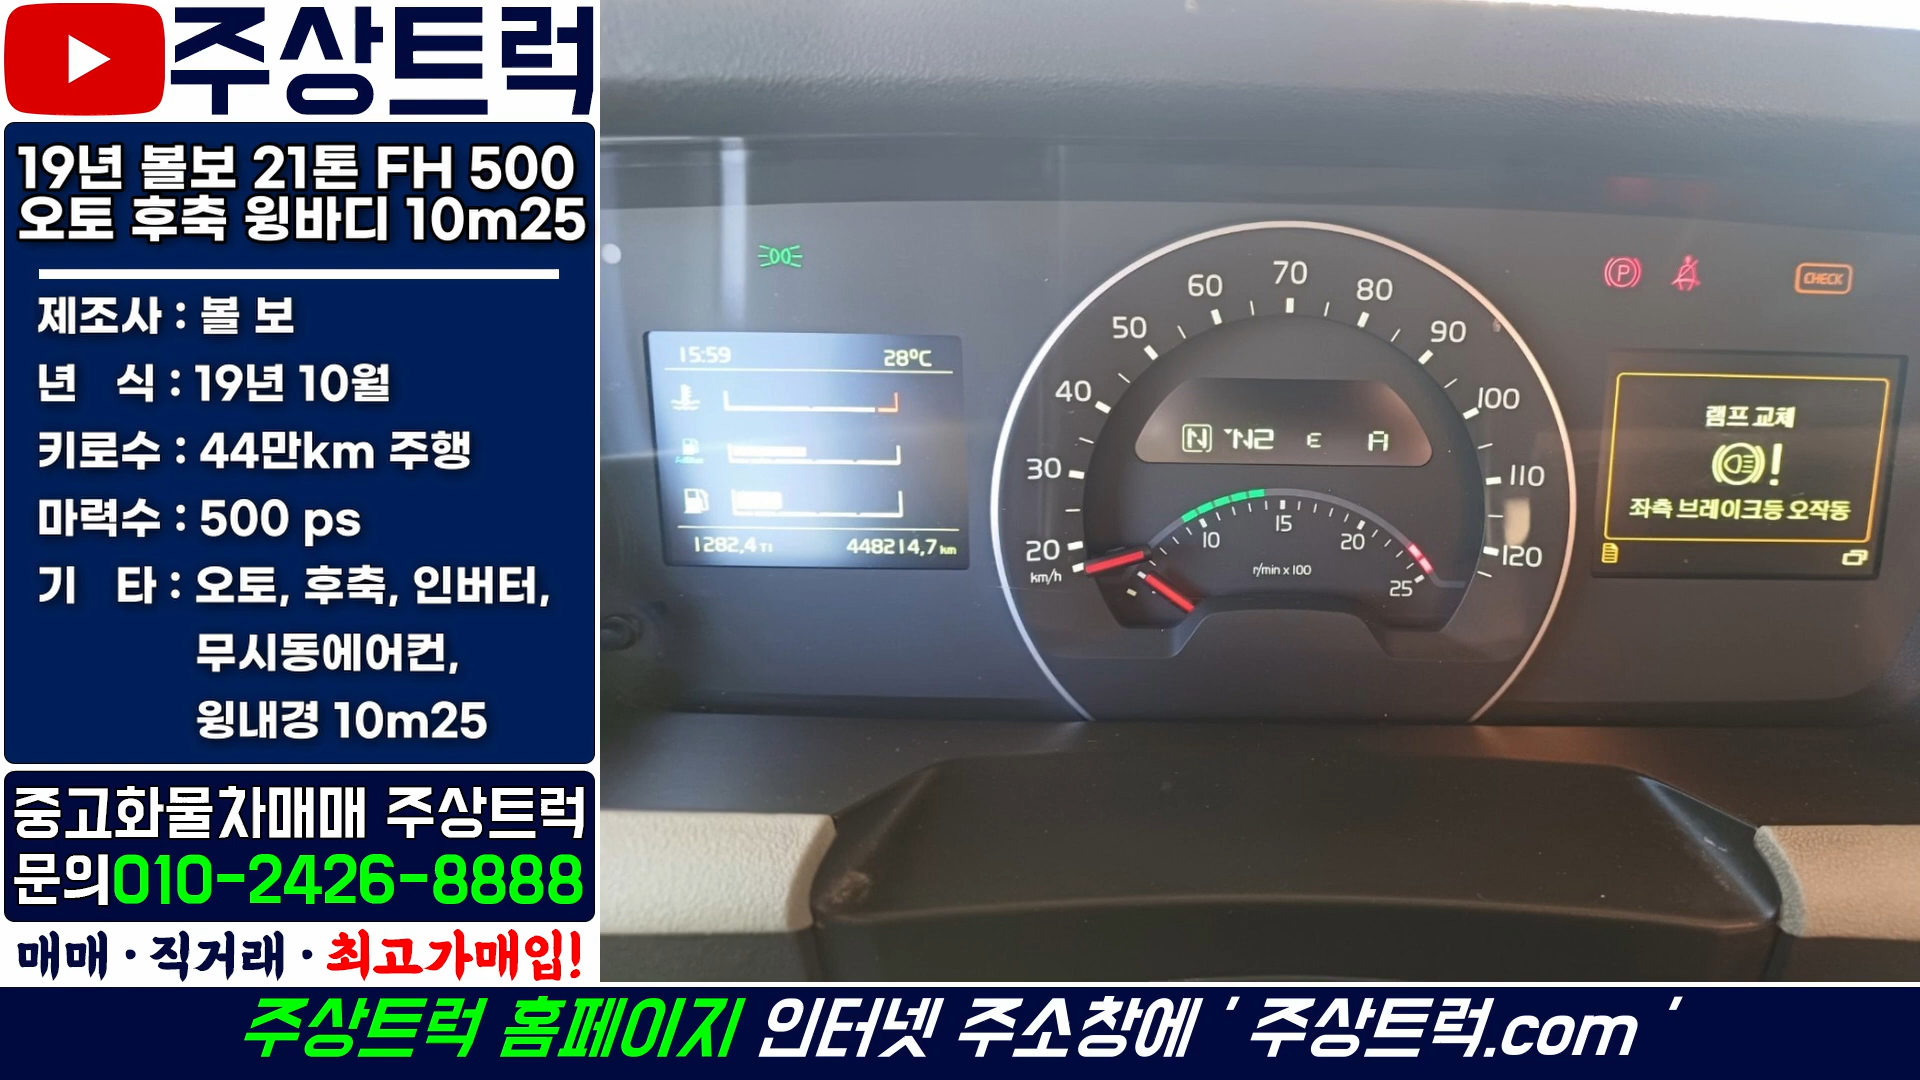 주상트럭
19년 볼보 21톤 FH 500
오토 후축 윙바디 10m25
제조사 : 볼 보
년 식 : 19년 10월
키로수 : 44만km 주행
마력수 : 500 ps
기 타 : 오토, 후축, 인버터,
무시동에어컨,
윙내경 10m25
중고화물차매매 주상트럭
문의010-2426-8888
매매 · 직거래 · 최고가매입!
15:59 28°C
1282,4 T1 448214,7 km
20 30 40 50 60 70 80 90 100 110 120
km/h
N N2 E A
10 15 20 25
r/min x 100
P
CHECK
램프 교체
!
좌측 브레이크등 오작동
주상트럭 홈페이지 인터넷 주소창에 ' 주상트럭.com '